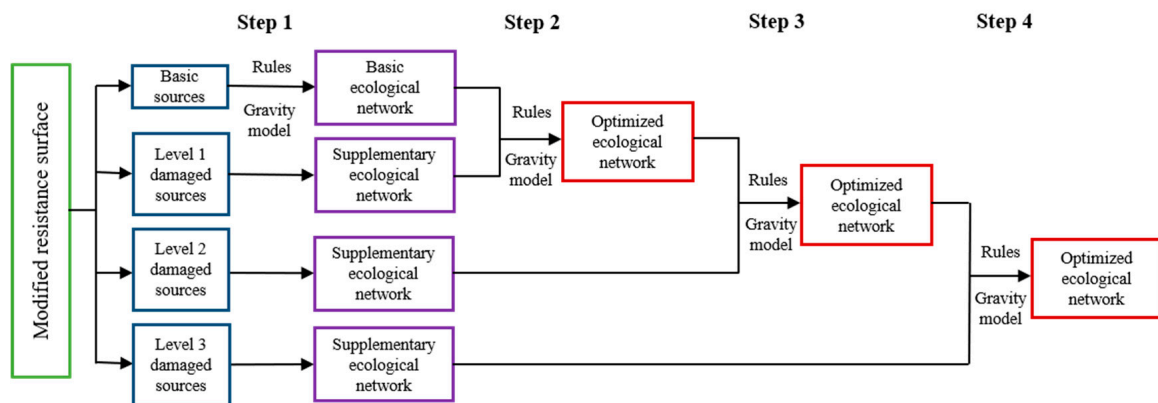 Step 1
Step 2
Step 3
Step 4
Modified resistance surface
Basic
sources
Rules
Gravity
model
Basic
ecological
network
Level 1
damaged
sources
Supplementary
ecological
network
Rules
Gravity
model
Optimized
ecological
network
Level 2
damaged
sources
Supplementary
ecological
network
Rules
Gravity
model
Optimized
ecological
network
Level 3
damaged
sources
Supplementary
ecological
network
Rules
Gravity
model
Optimized
ecological
network